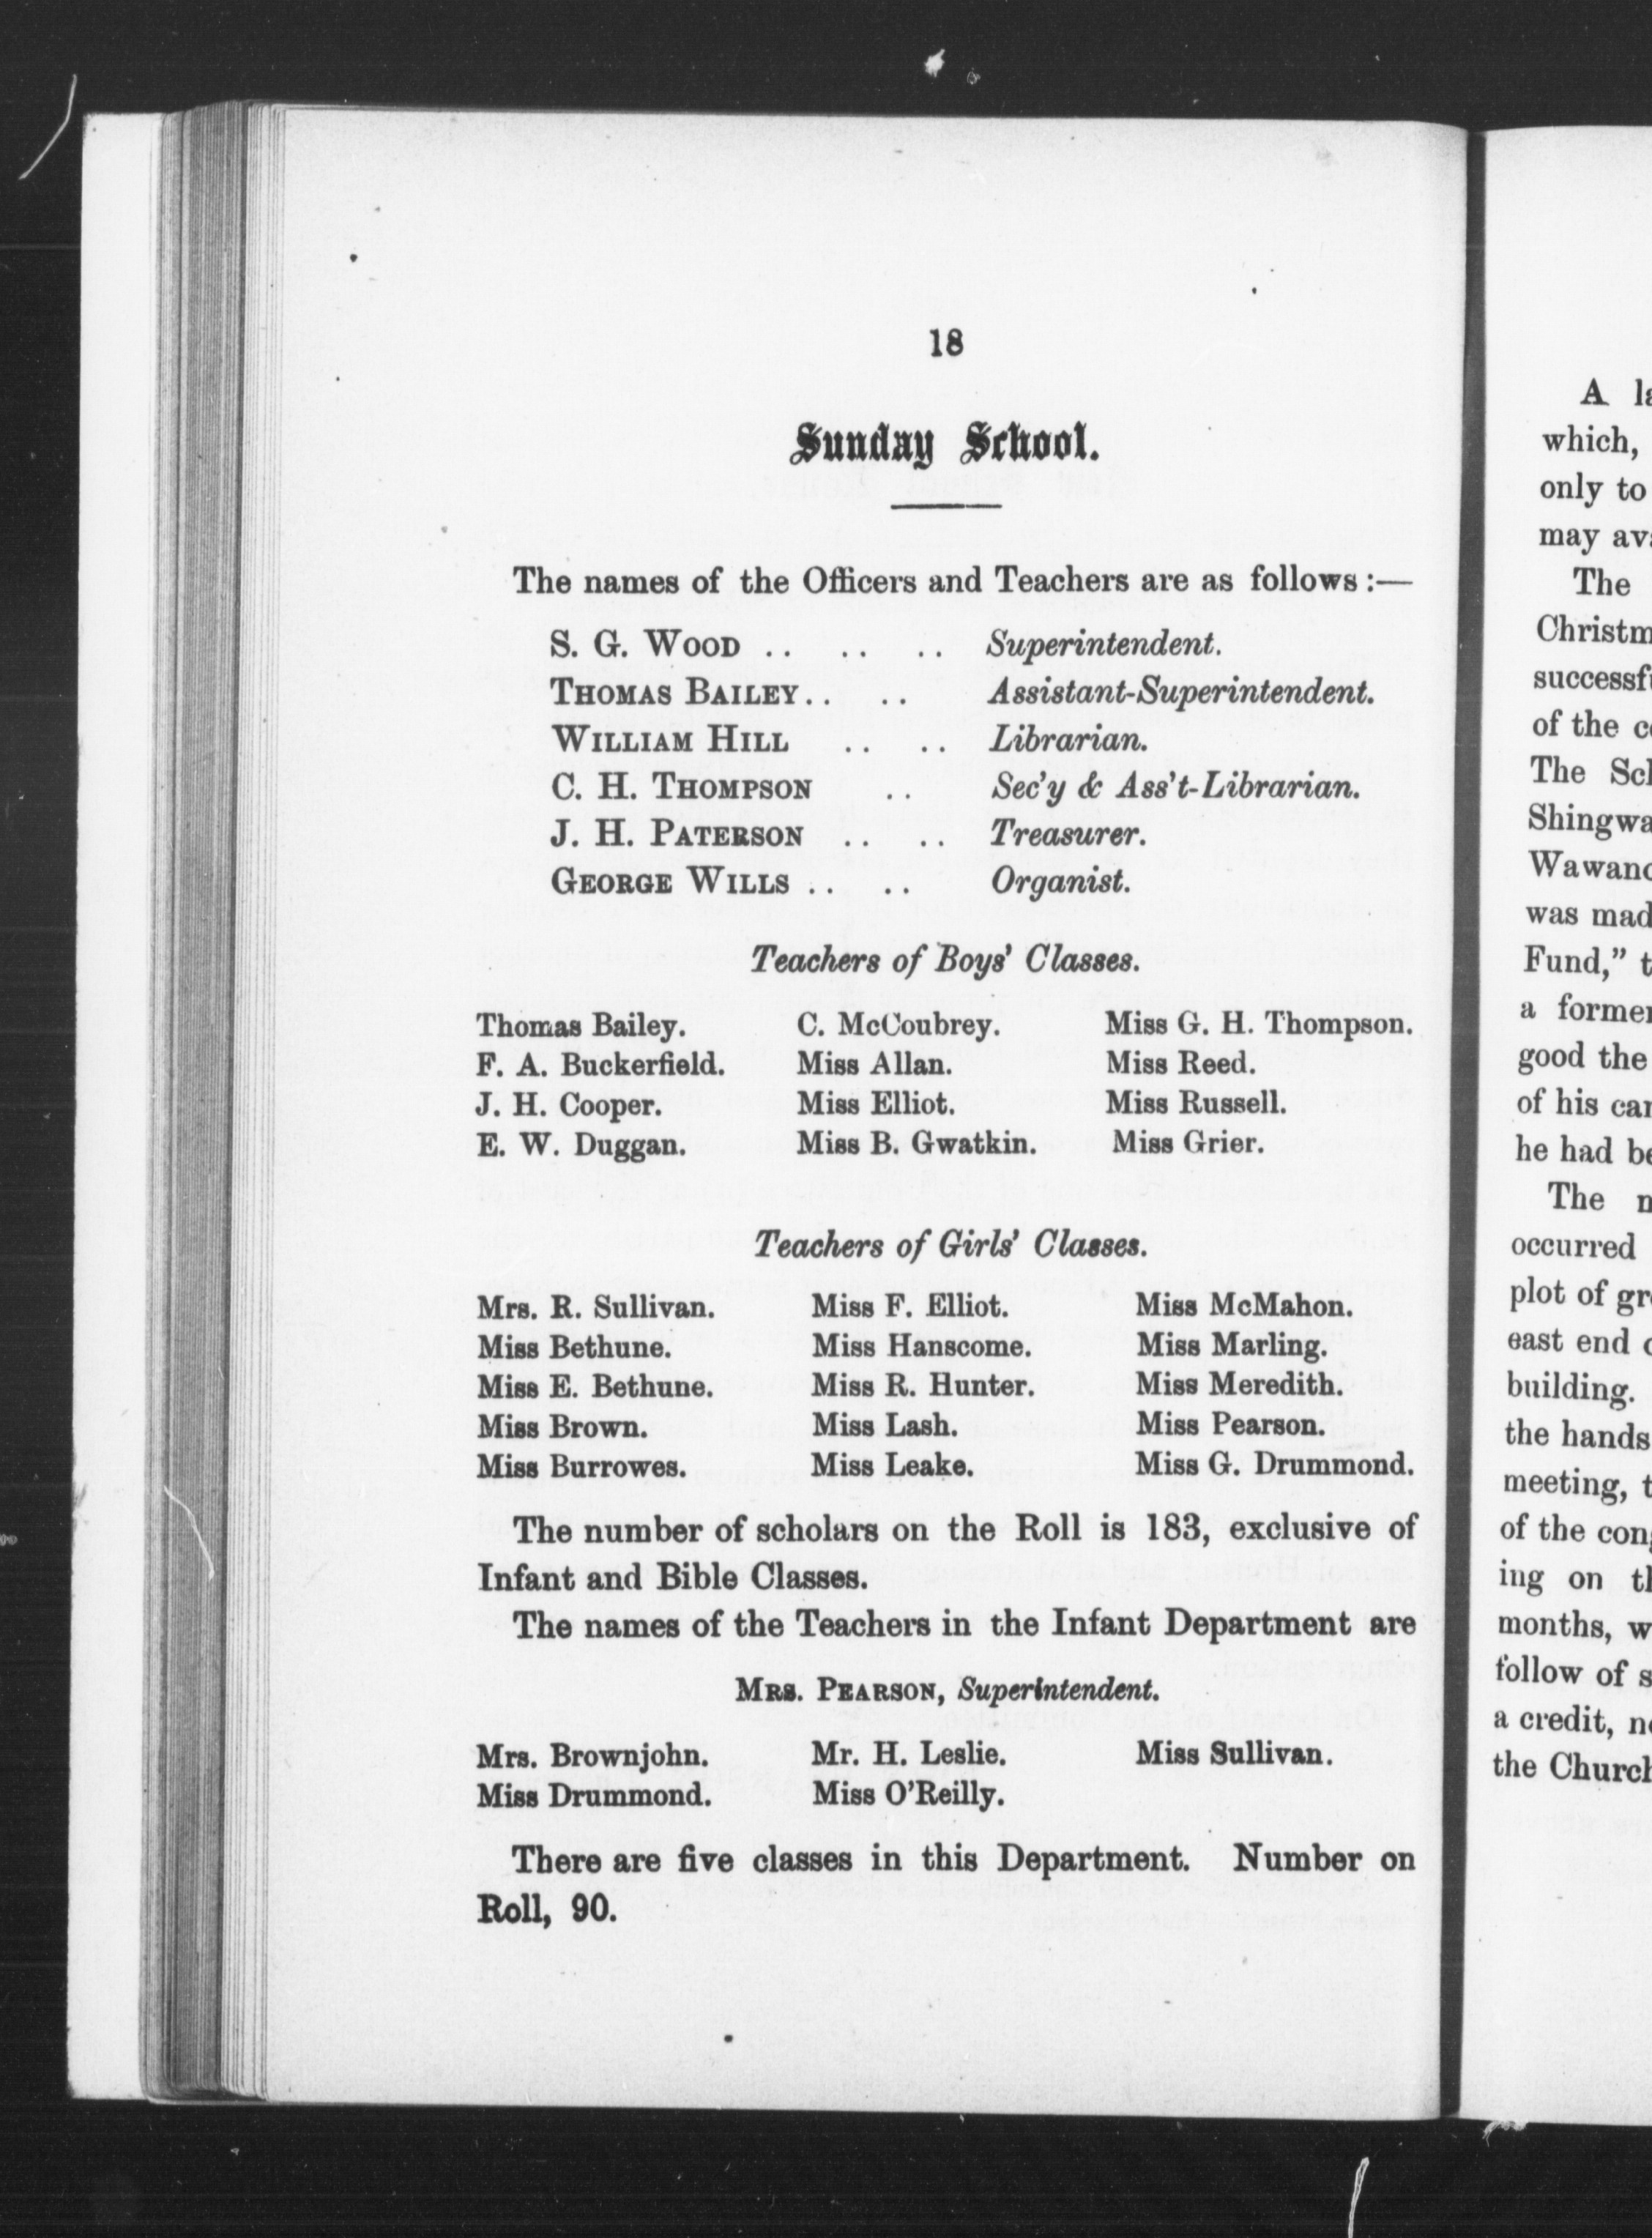 18
Sunday School.
The names of the Officers and Teachers are as follows :—
S. G. WOOD .. .. .. Superintendent.
THOMAS BAILEY.. .. Assistant-Superintendent.
WILLIAM HILL .. .. Librarian.
C. H. THOMPSON .. Sec'y & Ass't-Librarian.
J. H. PATERSON .. .. Treasurer.
GEORGE WILLS .. .. Organist.
Teachers of Boys' Classes.
Thomas Bailey. C. McCoubrey. Miss G. H. Thompson.
F. A. Buckerfield. Miss Allan. Miss Reed.
J. H. Cooper. Miss Elliot. Miss Russell.
E. W. Duggan. Miss B. Gwatkin. Miss Grier.
Teachers of Girls' Classes.
Mrs. R. Sullivan. Miss F. Elliot. Miss McMahon.
Miss Bethune. Miss Hanscome. Miss Marling.
Miss E. Bethune. Miss R. Hunter. Miss Meredith.
Miss Brown. Miss Lash. Miss Pearson.
Miss Burrowes. Miss Leake. Miss G. Drummond.
The number of scholars on the Roll is 183, exclusive of
Infant and Bible Classes.
The names of the Teachers in the Infant Department are
MRS. PEARSON, Superintendent.
Mrs. Brownjohn. Mr. H. Leslie. Miss Sullivan.
Miss Drummond. Miss O'Reilly.
There are five classes in this Department. Number on
Roll, 90.
A
which,
only to
may
The
of the
The
was
Fund,"
a
good the
of his
he had
The
occurred
plot of
east end
building.
the hands
meeting,
of the
ing on
months,
follow of
a credit,
the